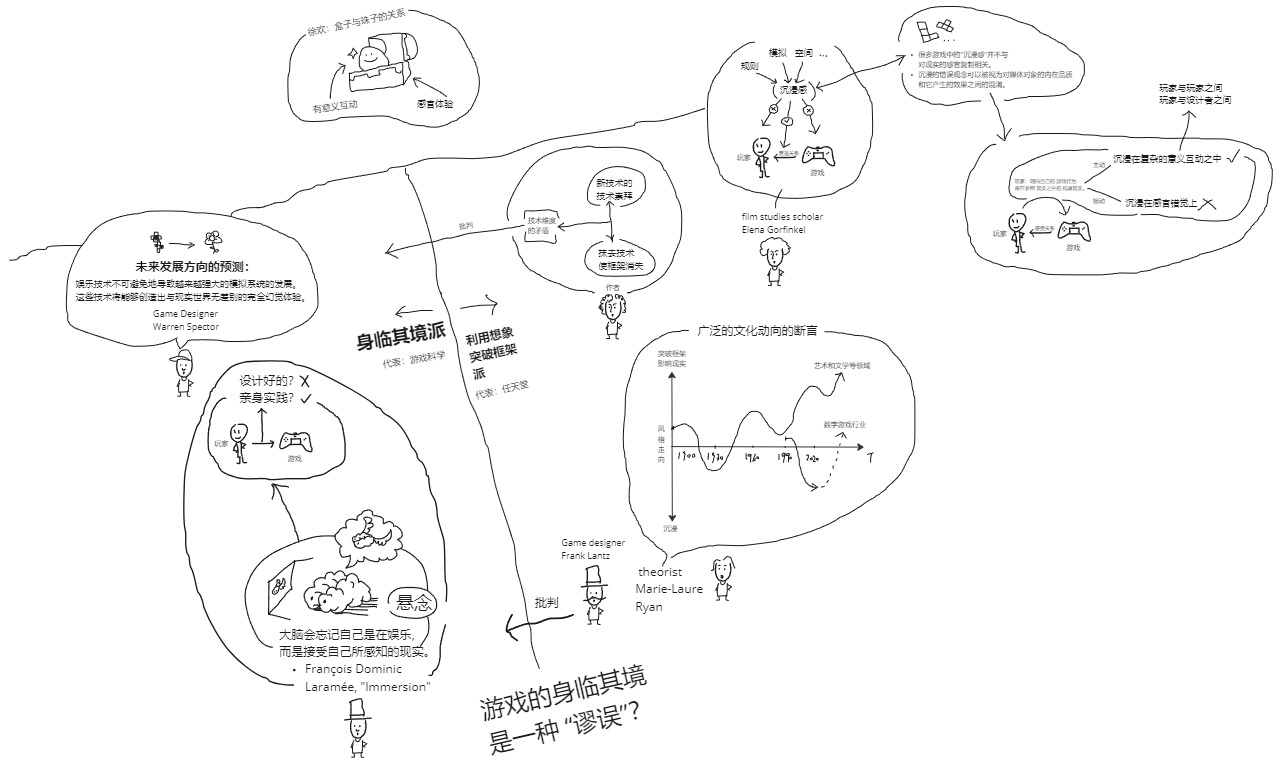 徐欢：盒子与珠子的关系
有意义互动
感官体验
模拟 空间 ...
规则
沉浸感
玩家
游戏
film studies scholar
Elena Gorfinkel
...
• 很多游戏中的“沉浸感”并不与
对现实的感官复制相关。
• 沉浸的错误观念可以被视为对媒体对象的内在品质
和它产生的效果之间的混淆。
玩家与玩家之间
玩家与设计者之间
主动
沉浸在复杂的意义互动之中
被动
沉浸在感官错觉上
玩家
游戏
新技术的
技术崇拜
技术维度
的矛盾
批判
抹去技术
使框架消失
作者
未来发展方向的预测：
娱乐技术不可避免地导致越来越强大的模拟系统的发展。
这些技术将能够创造出与现实世界无差别的完全幻觉体验。
Game Designer
Warren Spector
身临其境派
代表：游戏科学
利用想象
突破框架
派
代表：任天堂
广泛的文化动向的断言
突破框架
影响现实
艺术和文学等领域
数字游戏行业
风格走向
1900 1930 1960 1990 2020 T
沉浸
theorist
Marie-Laure
Ryan
设计好的？
亲身实践？
玩家
游戏
悬念
大脑会忘记自己是在娱乐，
而是接受自己所感知的现实。
• François Dominic
Laramée, "Immersion"
Game designer
Frank Lantz
批判
游戏的身临其境
是一种 “谬误”？